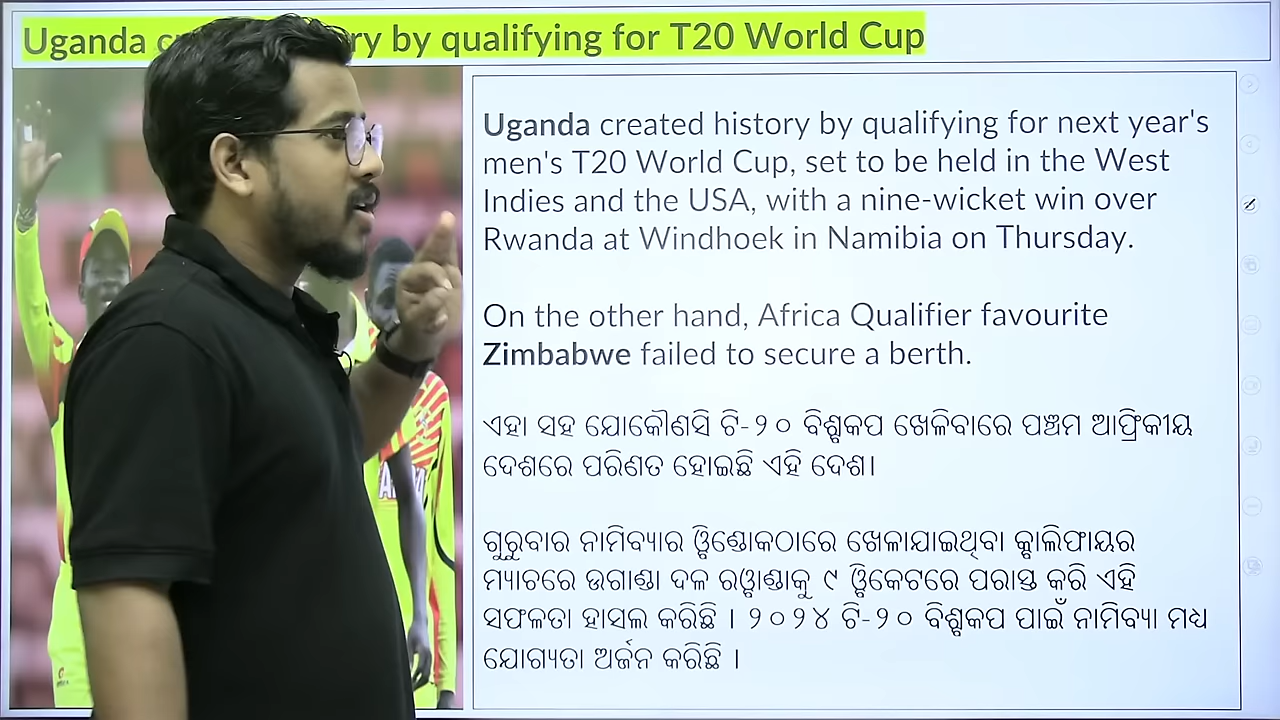 Uganda ry by qualifying for T20 World Cup
Uganda created history by qualifying for next year's
men's T20 World Cup, set to be held in the West
Indies and the USA, with a nine-wicket win over
Rwanda at Windhoek in Namibia on Thursday.
On the other hand, Africa Qualifier favourite
Zimbabwe failed to secure a berth.
ଏହା ସହ ଯେକୌଣସି ଟି-୨୦ ବିଶ୍ବକପ ଖେଳିବାରେ ପଞ୍ଚମ ଆଫ୍ରିକୀୟ
ଦେଶରେ ପରିଣତ ହୋଇଛି ଏହି ଦେଶ।
ଗୁରୁବାର ନାମିବ୍ୟାର ୱିଣ୍ଡୋକଠାରେ ଖେଳାଯାଇଥିବା କ୍ବାଲିଫାୟର
ମ୍ୟାଚରେ ଉଗାଣ୍ଡା ଦଳ ରୱାଣ୍ଡାକୁ ୯ ୱିକେଟରେ ପରାସ୍ତ କରି ଏହି
ସଫଳତା ହାସଲ କରିଛି । ୨୦୨୪ ଟି-୨୦ ବିଶ୍ବକପ ପାଇଁ ନାମିବ୍ୟା ମଧ୍ୟ
ଯୋଗ୍ୟତା ଅର୍ଜନ କରିଛି ।